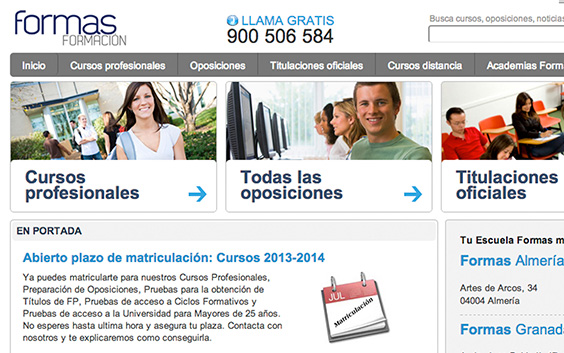 formas
FORMACIÓN
LLAMA GRATIS
900 506 584
Busca cursos, oposiciones, noticias
Inicio
Cursos profesionales
Oposiciones
Titulaciones oficiales
Cursos distancia
Academias Form
Cursos
profesionales
Todas las
oposiciones
Titulaciones
oficiales
EN PORTADA
Abierto plazo de matriculación: Cursos 2013-2014
Ya puedes matricularte para nuestros Cursos Profesionales,
Preparación de Oposiciones, Pruebas para la obtención de
Títulos de FP, Pruebas de acceso a Ciclos Formativos y
Pruebas de acceso a la Universidad para Mayores de 25 años.
No esperes hasta ultima hora y asegura tu plaza. Contacta con
nosotros y te explicaremos como conseguirla.
JUL
Matriculación
Tu Escuela Formas m
Formas Almería
Artes de Arcos, 34
04004 Almería
Formas Granad